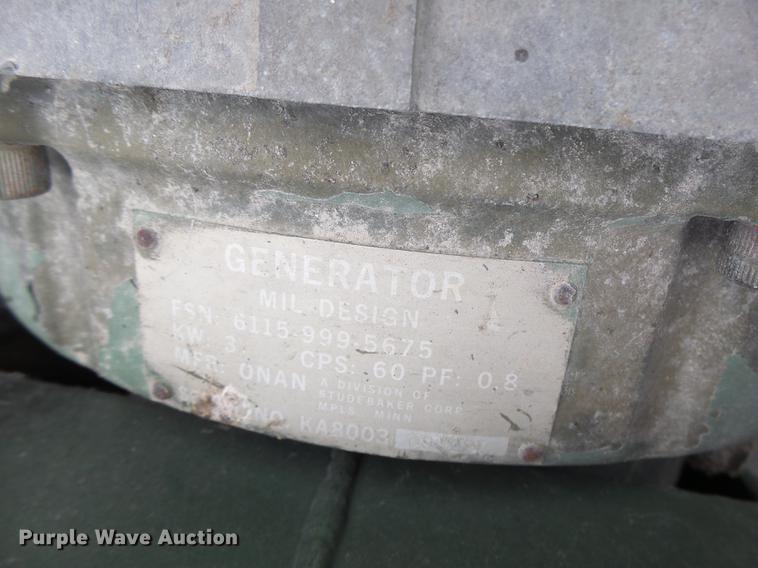 GENERATOR
MIL DESIGN
FSN: 6115-999-5675
KW: 3 CPS: 60 PF: 0.8
MFR: ONAN A DIVISION OF
STUDEBAKER CORP
MPLS MINN
NO. KA8003
Purple Wave Auction